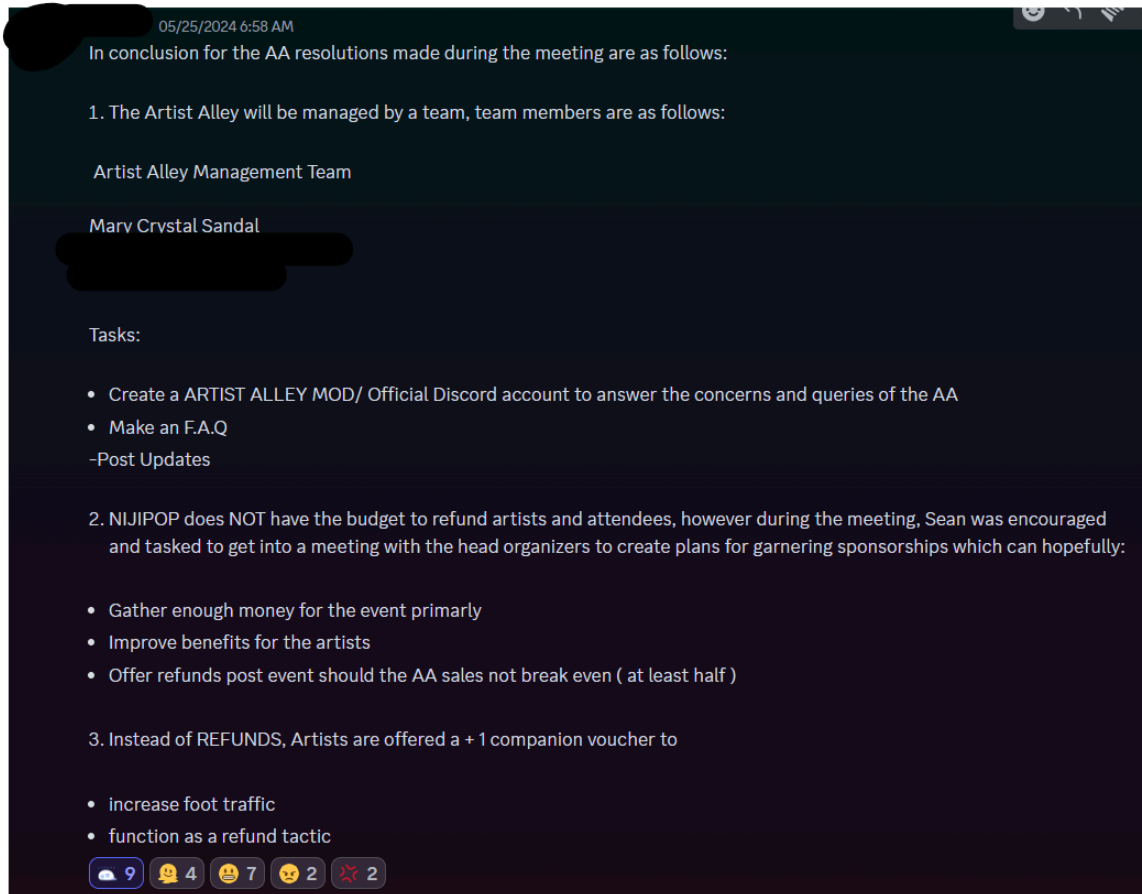 05/25/2024 6:58 AM
In conclusion for the AA resolutions made during the meeting are as follows:
1. The Artist Alley will be managed by a team, team members are as follows:
Artist Alley Management Team
Mary Crystal Sandal
Tasks:
• Create a ARTIST ALLEY MOD/ Official Discord account to answer the concerns and queries of the AA
• Make an F.A.Q
-Post Updates
2. NIJIPOP does NOT have the budget to refund artists and attendees, however during the meeting, Sean was encouraged
and tasked to get into a meeting with the head organizers to create plans for garnering sponsorships which can hopefully:
• Gather enough money for the event primarly
• Improve benefits for the artists
• Offer refunds post event should the AA sales not break even ( at least half )
3. Instead of REFUNDS, Artists are offered a + 1 companion voucher to
• increase foot traffic
• function as a refund tactic
9 4 7 2 2